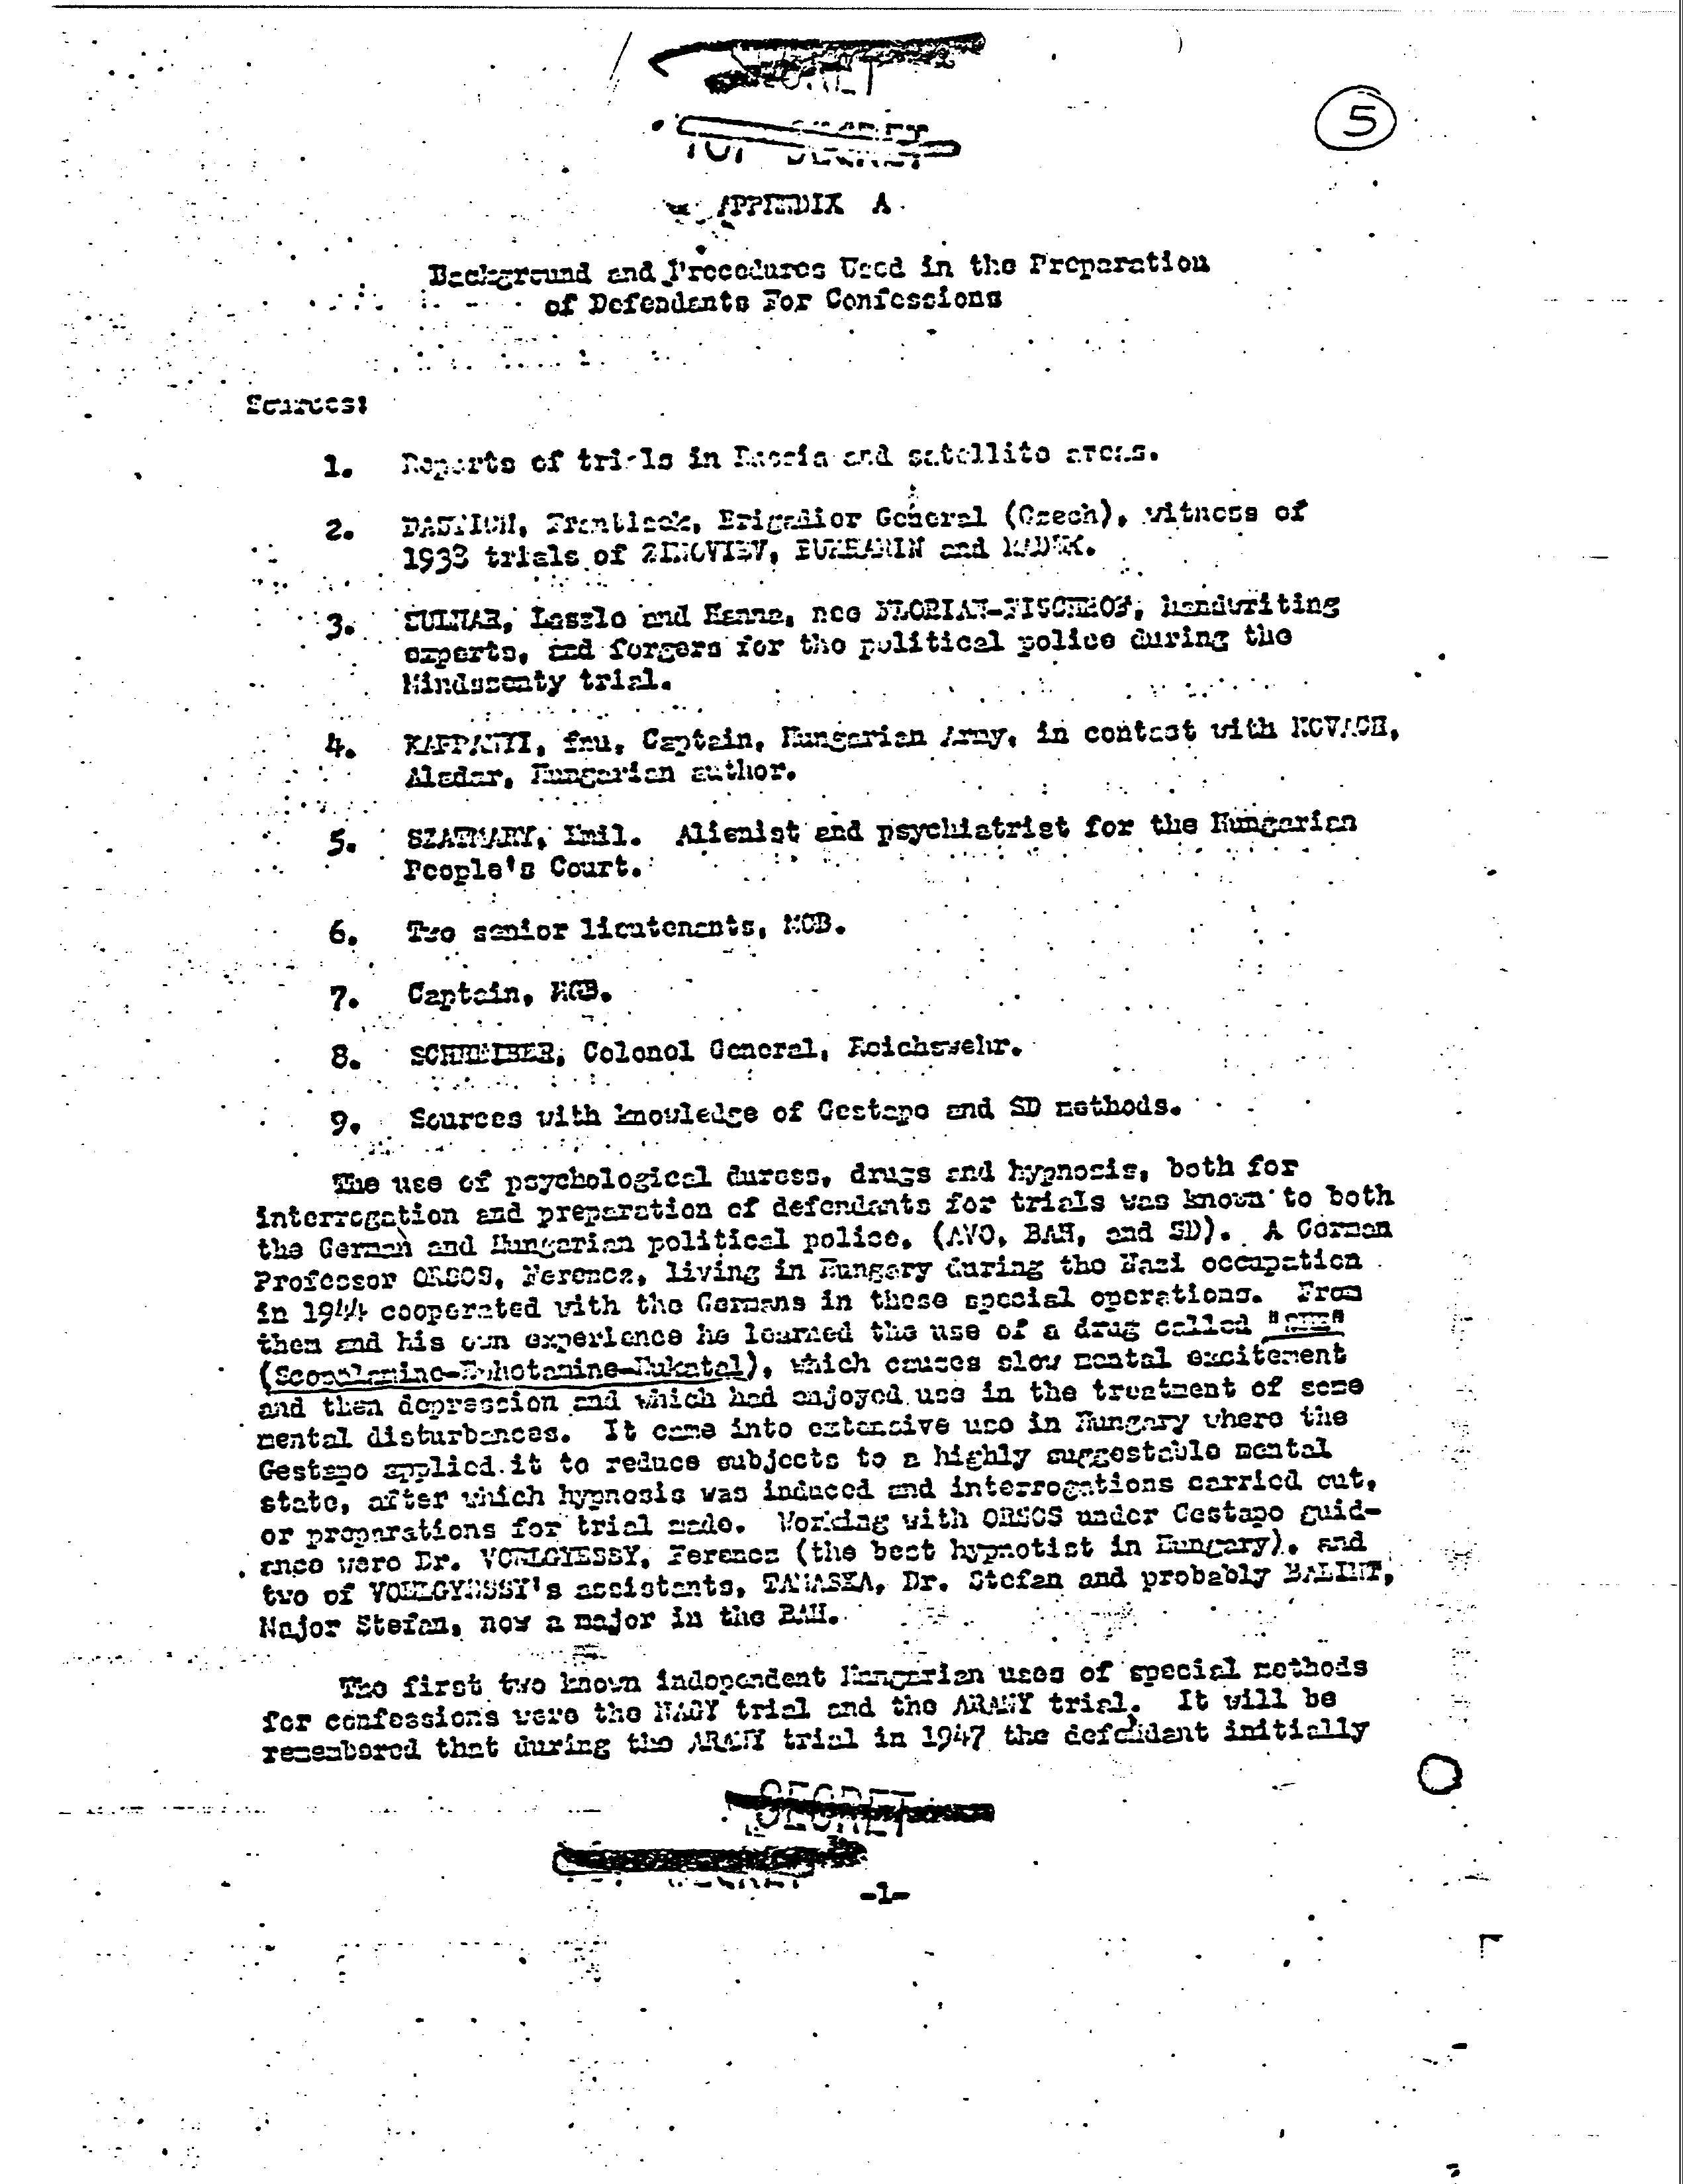 SECRET
TOP SECRET
5
APPENDIX A
Background and Procedures Used in the Preparation
of Defendants For Confessions
Sources:
1. Reports of trials in Russia and satellite areas.
2. Brigadier General (Czech), witness of
1938 trials of ZINOVIEV, BUKHARIN and RADEK.
3. SULNAR, Laszlo and Hanna, nee FLORIAN-FISCHHOF, handwriting
experts, and forgers for the political police during the
Mindszenty trial.
4. fnu, Captain, Hungarian Army, in contact with KOVACH,
Aladar, Hungarian author.
5. SZATMARY, Emil. Alienist and psychiatrist for the Hungarian
People's Court.
6. Two senior lieutenants, MGB.
7. Captain, MGB.
8. SCHREIBER, Colonel General, Reichswehr.
9. Sources with knowledge of Gestapo and SD methods.
The use of psychological duress, drugs and hypnosis, both for
interrogation and preparation of defendants for trials was known to both
the German and Hungarian political police. (AVO, BAH, and SD). A German
Professor ORSOS, Ferencz, living in Hungary during the Nazi occupation
in 1944 cooperated with the Germans in these special operations. From
them and his own experience he learned the use of a drug called
which causes slow mental excitement
and then depression and which had enjoyed use in the treatment of some
mental disturbances. It came into extensive use in Hungary where the
Gestapo applied it to reduce subjects to a highly suggestable mental
state, after which hypnosis was induced and interrogations carried out,
or preparations for trial made. Working with ORSOS under Gestapo guid-
ance were Dr. VOELGYESSY, Ferencz (the best hypnotist in Hungary), and
two of VOELGYESSY's assistants, TAMASKA, Dr. Stefan and probably BALINT,
Major Stefan, now a major in the BAH.
The first two known independent Hungarian uses of special methods
for confessions were the NAGY trial and the ARANY trial. It will be
remembered that during the ARANY trial in 1947 the defendant initially
SECRET
-1-